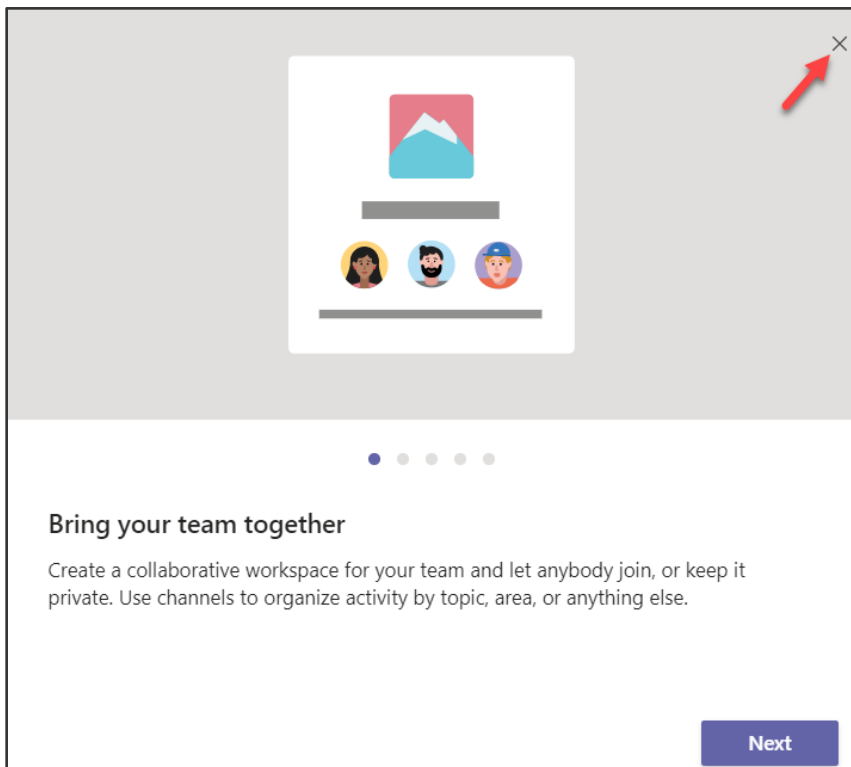 Bring your team together
Create a collaborative workspace for your team and let anybody join, or keep it
private. Use channels to organize activity by topic, area, or anything else.
Next